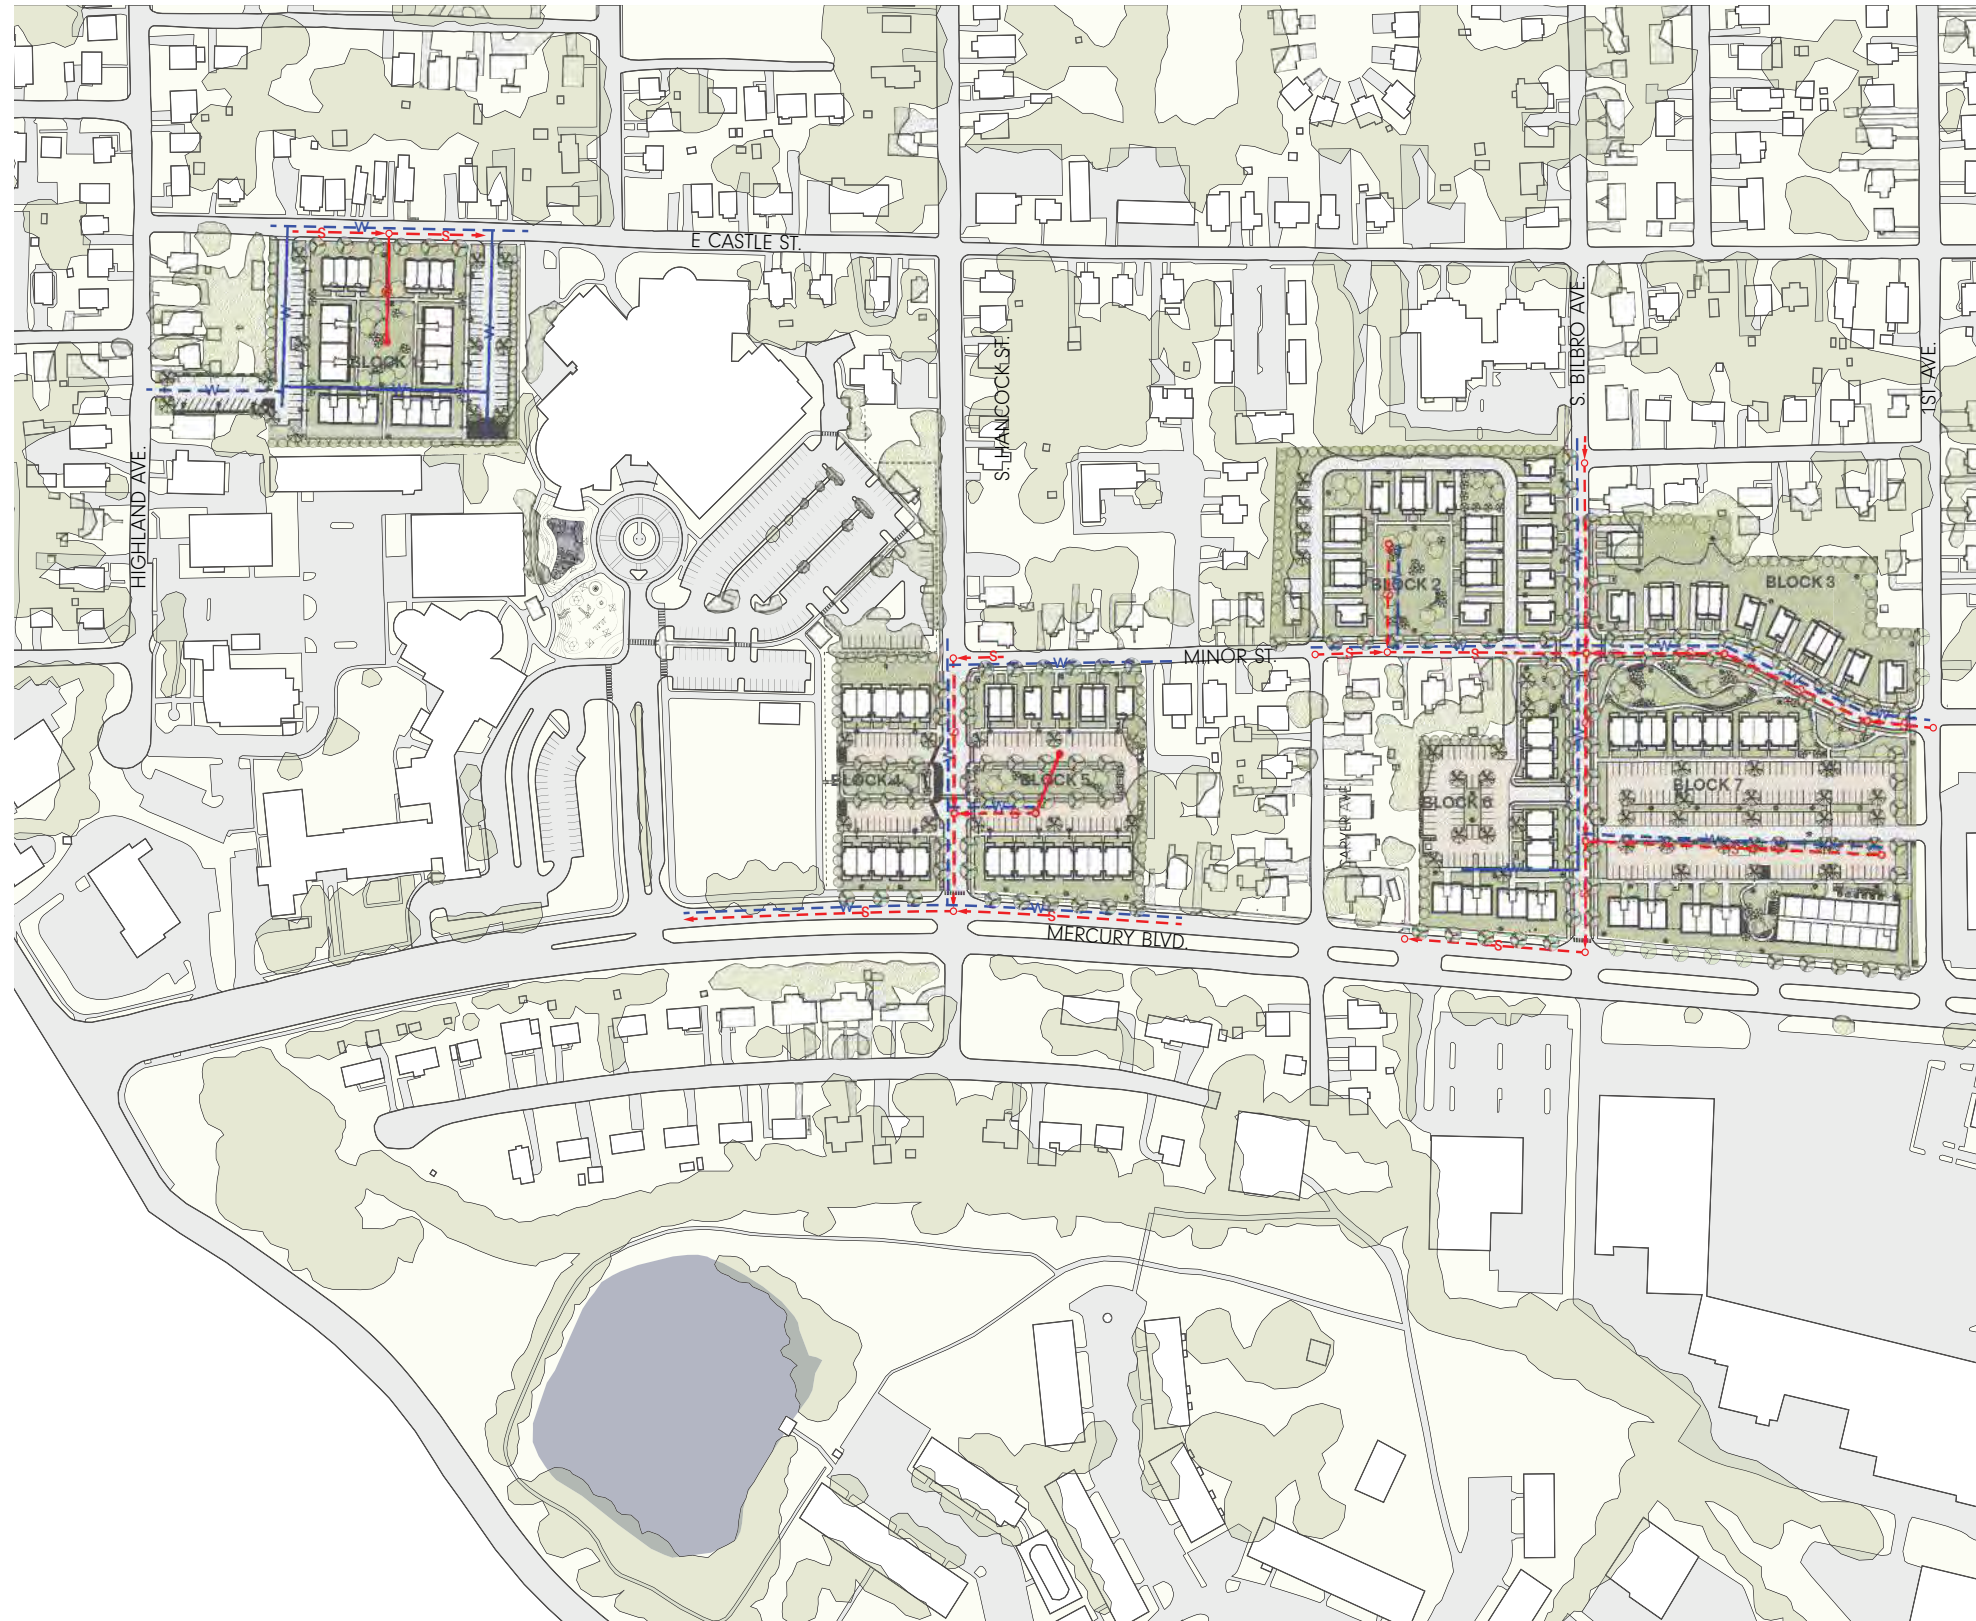 E CASTLE ST.
S. HANCOCK ST.
S. BILBRO AVE.
1ST AVE.
HIGHLAND AVE.
BLOCK 1
BLOCK 2
BLOCK 3
MINOR ST.
BLOCK 4
BLOCK 5
BLOCK 6
BLOCK 7
CARVER AVE.
MERCURY BLVD.
W
S
S
W
W
W
W
S
S
W
S
W
S
W
W
S
W
S
W
S
W
S